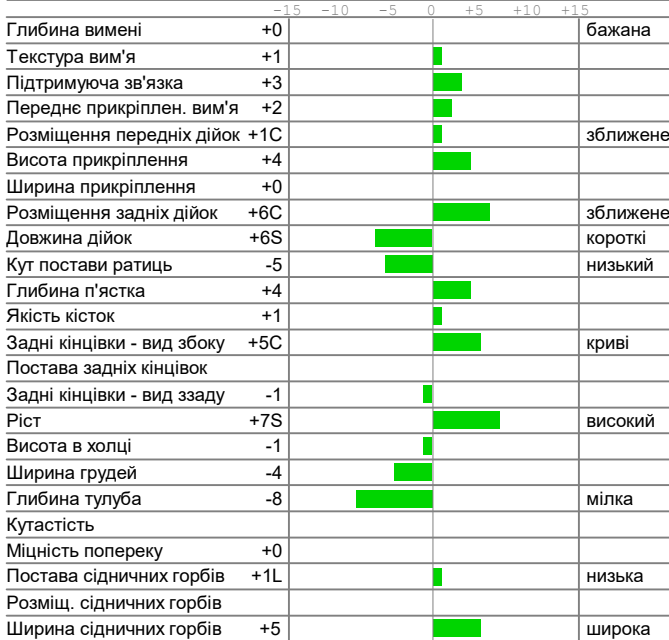 -15 -10 -5 0 +5 +10 +15
Глибина вимені +0 бажана
Текстура вим'я +1
Підтримуюча зв'язка +3
Переднє прикріплен. вим'я +2
Розміщення передніх дійок +1C зближене
Висота прикріплення +4
Ширина прикріплення +0
Розміщення задніх дійок +6C зближене
Довжина дійок +6S короткі
Кут постави ратиць -5 низький
Глибина п'ястка +4
Якість кісток +1
Задні кінцівки - вид збоку +5C криві
Постава задніх кінцівок
Задні кінцівки - вид ззаду -1
Ріст +7S високий
Висота в холці -1
Ширина грудей -4
Глибина тулуба -8 мілка
Кутастість
Міцність попереку +0
Постава сідничних горбів +1L низька
Розміщ. сідничних горбів
Ширина сідничних горбів +5 широка